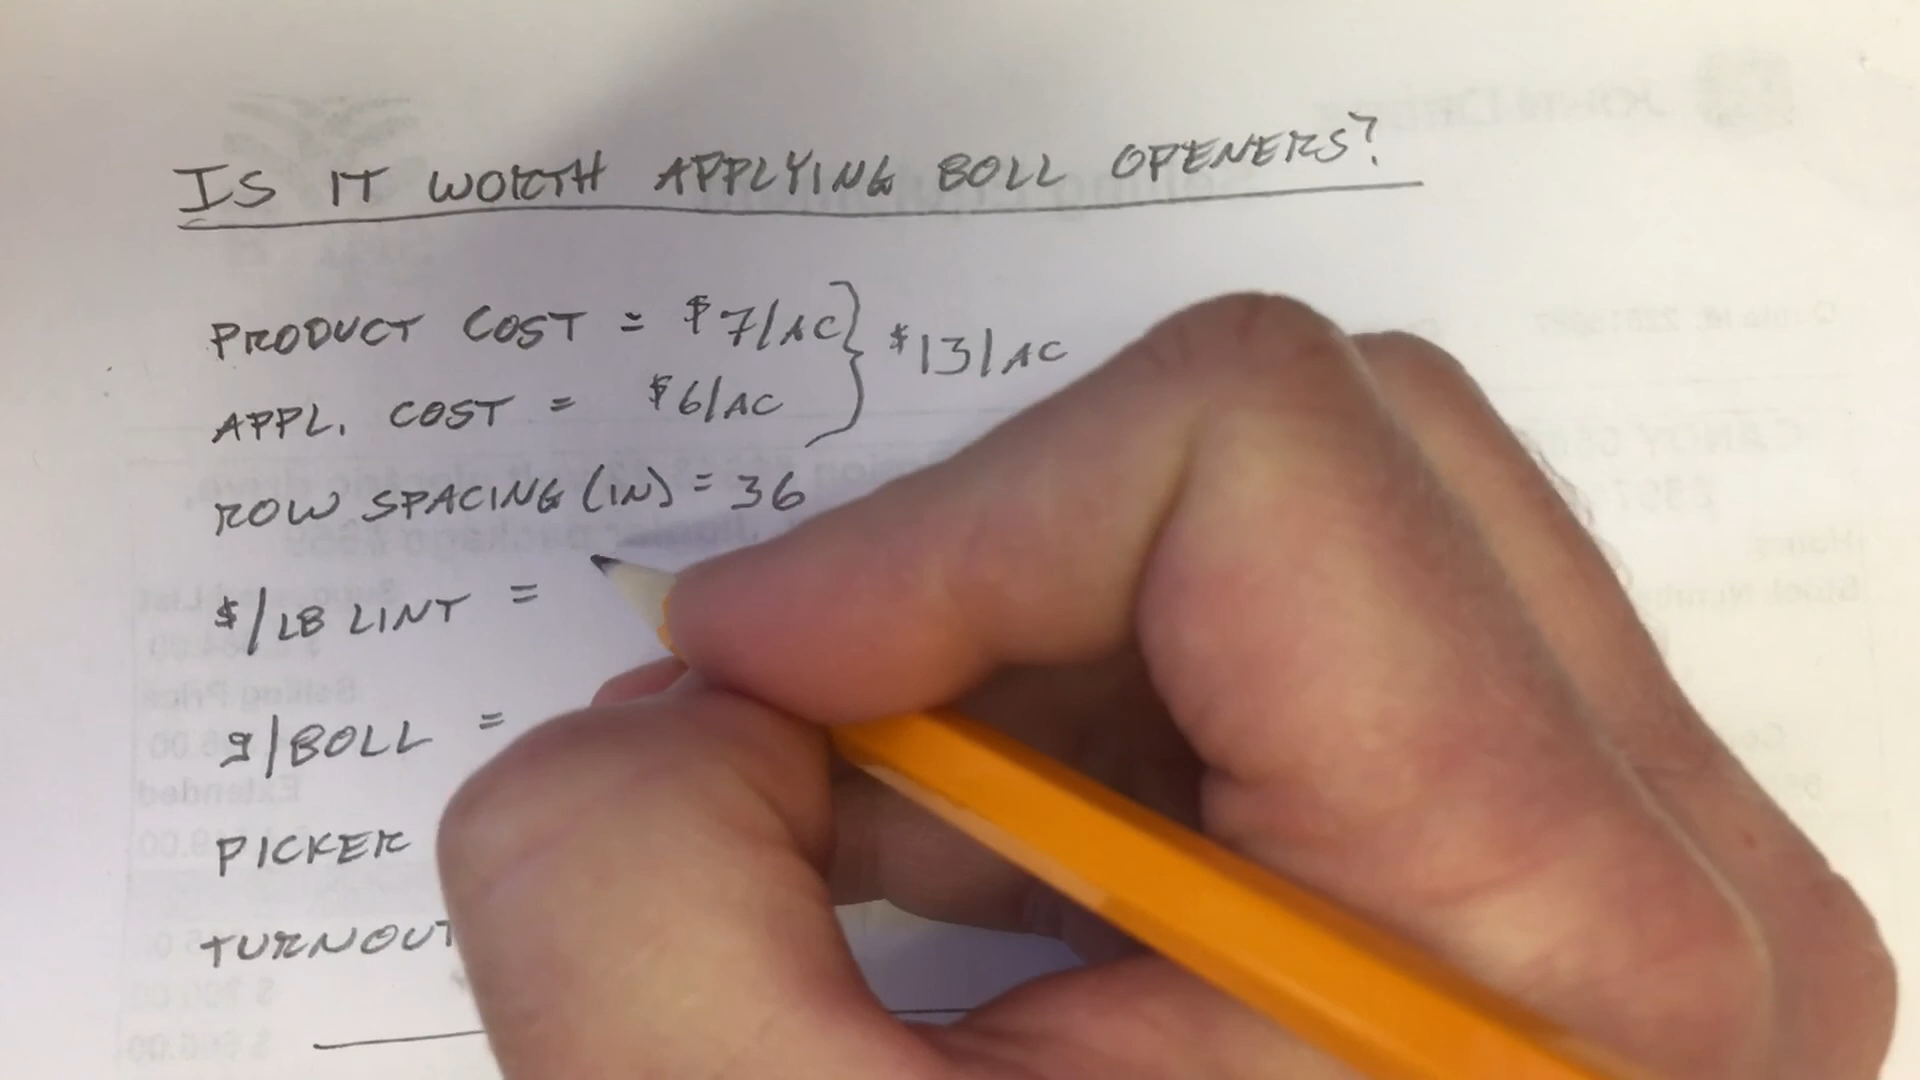 IS IT WORTH APPLYING BOLL OPENERS?
PRODUCT COST = $7/AC } $13/AC
APPL. COST = $6/AC
ROW SPACING (IN) = 36
$/LB LINT =
g/BOLL =
PICKER
TURNOUT